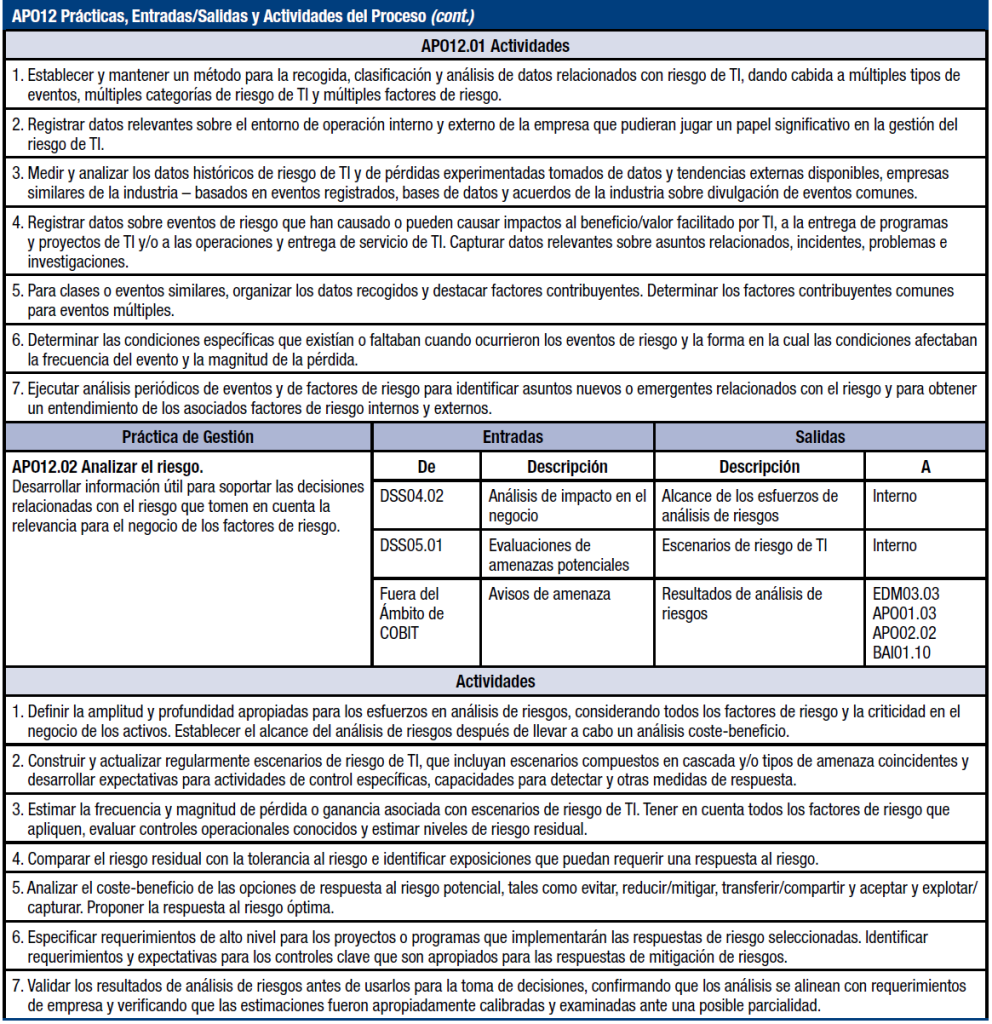 APO12 Prácticas, Entradas/Salidas y Actividades del Proceso (cont.)
APO12.01 Actividades
1. Establecer y mantener un método para la recogida, clasificación y análisis de datos relacionados con riesgo de TI, dando cabida a múltiples tipos de
eventos, múltiples categorías de riesgo de TI y múltiples factores de riesgo.
2. Registrar datos relevantes sobre el entorno de operación interno y externo de la empresa que pudieran jugar un papel significativo en la gestión del
riesgo de TI.
3. Medir y analizar los datos históricos de riesgo de TI y de pérdidas experimentadas tomados de datos y tendencias externas disponibles, empresas
similares de la industria – basados en eventos registrados, bases de datos y acuerdos de la industria sobre divulgación de eventos comunes.
4. Registrar datos sobre eventos de riesgo que han causado o pueden causar impactos al beneficio/valor facilitado por TI, a la entrega de programas
y proyectos de TI y/o a las operaciones y entrega de servicio de TI. Capturar datos relevantes sobre asuntos relacionados, incidentes, problemas e
investigaciones.
5. Para clases o eventos similares, organizar los datos recogidos y destacar factores contribuyentes. Determinar los factores contribuyentes comunes
para eventos múltiples.
6. Determinar las condiciones específicas que existían o faltaban cuando ocurrieron los eventos de riesgo y la forma en la cual las condiciones afectaban
la frecuencia del evento y la magnitud de la pérdida.
7. Ejecutar análisis periódicos de eventos y de factores de riesgo para identificar asuntos nuevos o emergentes relacionados con el riesgo y para obtener
un entendimiento de los asociados factores de riesgo internos y externos.
Práctica de Gestión
Entradas
Salidas
APO12.02 Analizar el riesgo.
Desarrollar información útil para soportar las decisiones
relacionadas con el riesgo que tomen en cuenta la
relevancia para el negocio de los factores de riesgo.
De
Descripción
Descripción
A
DSS04.02
Análisis de impacto en el
negocio
Alcance de los esfuerzos de
análisis de riesgos
Interno
DSS05.01
Evaluaciones de
amenazas potenciales
Escenarios de riesgo de TI
Interno
Fuera del
Ámbito de
COBIT
Avisos de amenaza
Resultados de análisis de
riesgos
EDM03.03
APO01.03
APO02.02
BAI01.10
Actividades
1. Definir la amplitud y profundidad apropiadas para los esfuerzos en análisis de riesgos, considerando todos los factores de riesgo y la criticidad en el
negocio de los activos. Establecer el alcance del análisis de riesgos después de llevar a cabo un análisis coste-beneficio.
2. Construir y actualizar regularmente escenarios de riesgo de TI, que incluyan escenarios compuestos en cascada y/o tipos de amenaza coincidentes y
desarrollar expectativas para actividades de control específicas, capacidades para detectar y otras medidas de respuesta.
3. Estimar la frecuencia y magnitud de pérdida o ganancia asociada con escenarios de riesgo de TI. Tener en cuenta todos los factores de riesgo que
apliquen, evaluar controles operacionales conocidos y estimar niveles de riesgo residual.
4. Comparar el riesgo residual con la tolerancia al riesgo e identificar exposiciones que puedan requerir una respuesta al riesgo.
5. Analizar el coste-beneficio de las opciones de respuesta al riesgo potencial, tales como evitar, reducir/mitigar, transferir/compartir y aceptar y explotar/
capturar. Proponer la respuesta al riesgo óptima.
6. Especificar requerimientos de alto nivel para los proyectos o programas que implementarán las respuestas de riesgo seleccionadas. Identificar
requerimientos y expectativas para los controles clave que son apropiados para las respuestas de mitigación de riesgos.
7. Validar los resultados de análisis de riesgos antes de usarlos para la toma de decisiones, confirmando que los análisis se alinean con requerimientos
de empresa y verificando que las estimaciones fueron apropiadamente calibradas y examinadas ante una posible parcialidad.